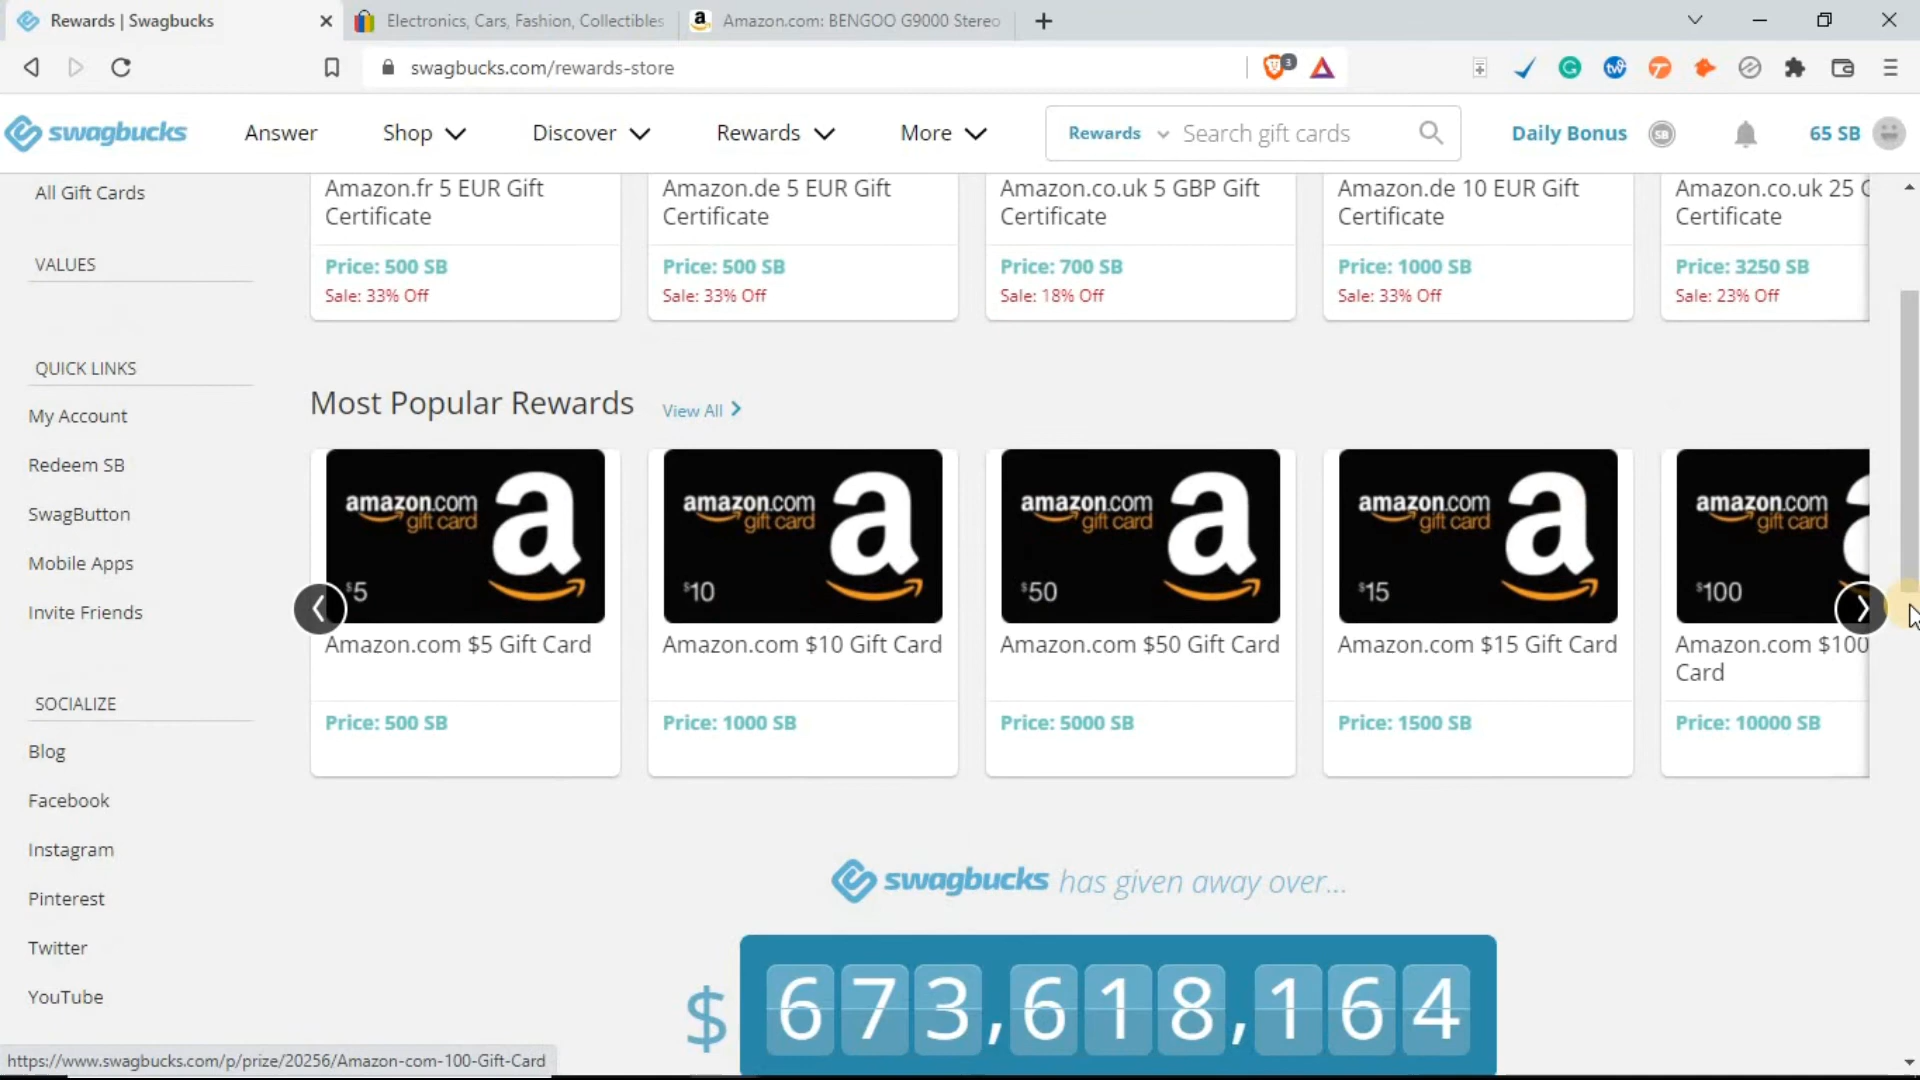 Rewards | Swagbucks
Electronics, Cars, Fashion, Collectibles
Amazon.com: BENGOO G9000 Stereo
swagbucks.com/rewards-store
3
swagbucks
Answer
Shop
Discover
Rewards
More
Rewards
Search gift cards
Daily Bonus
SB
65 SB
All Gift Cards
VALUES
QUICK LINKS
My Account
Redeem SB
SwagButton
Mobile Apps
Invite Friends
SOCIALIZE
Blog
Facebook
Instagram
Pinterest
Twitter
YouTube
Amazon.fr 5 EUR Gift
Certificate
Price: 500 SB
Sale: 33% Off
Amazon.de 5 EUR Gift
Certificate
Price: 500 SB
Sale: 33% Off
Amazon.co.uk 5 GBP Gift
Certificate
Price: 700 SB
Sale: 18% Off
Amazon.de 10 EUR Gift
Certificate
Price: 1000 SB
Sale: 33% Off
Amazon.co.uk 25
Certificate
Price: 3250 SB
Sale: 23% Off
Most Popular Rewards
View All
amazon.com
gift card
a
$5
Amazon.com $5 Gift Card
Price: 500 SB
amazon.com
gift card
a
$10
Amazon.com $10 Gift Card
Price: 1000 SB
amazon.com
gift card
a
$50
Amazon.com $50 Gift Card
Price: 5000 SB
amazon.com
gift card
a
$15
Amazon.com $15 Gift Card
Price: 1500 SB
amazon.com
gift card
$100
Amazon.com $100
Card
Price: 10000 SB
swagbucks has given away over...
$ 673,618,164
https://www.swagbucks.com/p/prize/20256/Amazon-com-100-Gift-Card